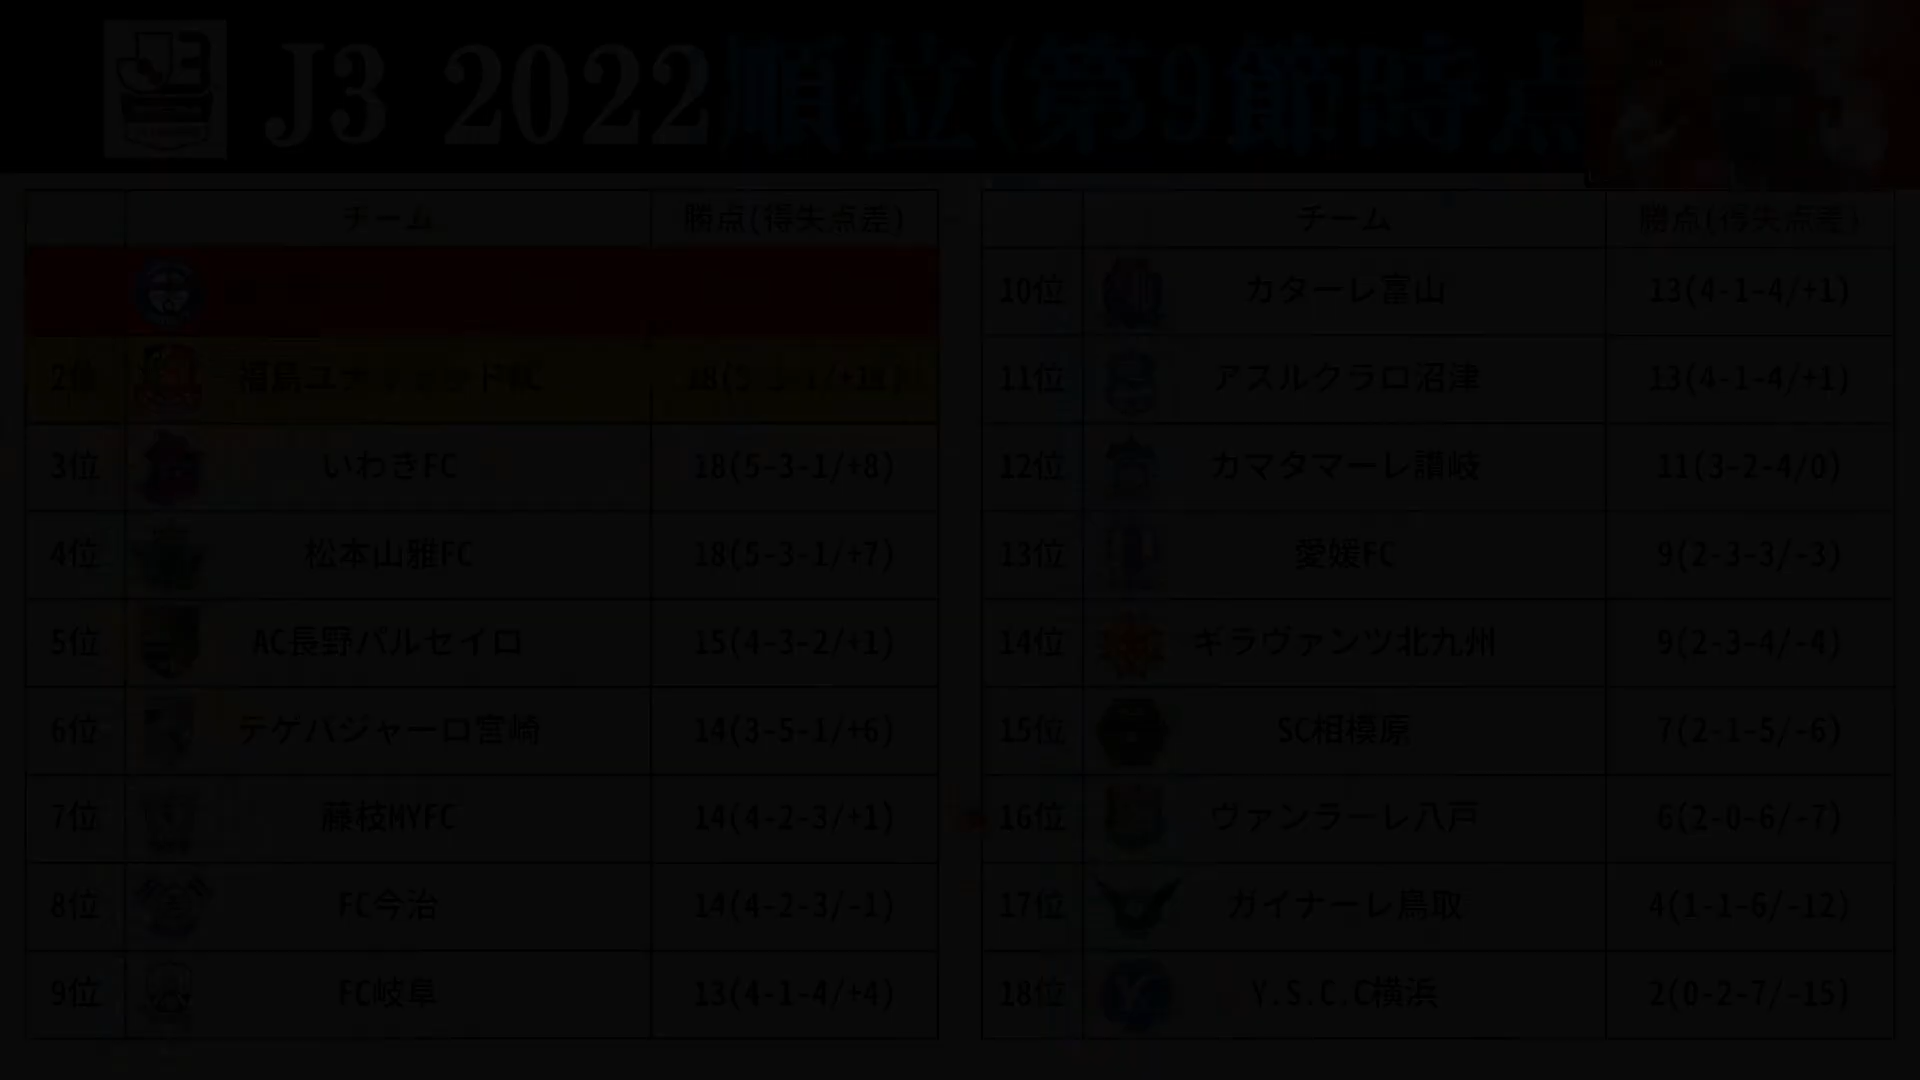 J3 2022順位(第9節時点
チーム 勝点(得失点差)
2位
3位 いわきFC 18(5-3-1/+8)
4位 松本山雅FC 18(5-3-1/+7)
5位 AC長野パルセイロ 15(4-3-2/+1)
6位 テゲバジャーロ宮崎 14(3-5-1/+6)
7位 藤枝MYFC 14(4-2-3/+1)
8位 FC今治 14(4-2-3/-1)
9位 FC岐阜 13(4-1-4/+4)
チーム 勝点(得失点差)
10位 カターレ富山 13(4-1-4/+1)
11位 アスルクラロ沼津 13(4-1-4/+1)
12位 カマタマーレ讃岐 11(3-2-4/0)
13位 愛媛FC 9(2-3-3/-3)
14位 ギラヴァンツ北九州 9(2-3-4/-4)
15位 SC相模原 7(2-1-5/-6)
16位 ヴァンラーレ八戸 6(2-0-6/-7)
17位 ガイナーレ鳥取 4(1-1-6/-12)
18位 Y.S.C.C横浜 2(0-2-7/-15)